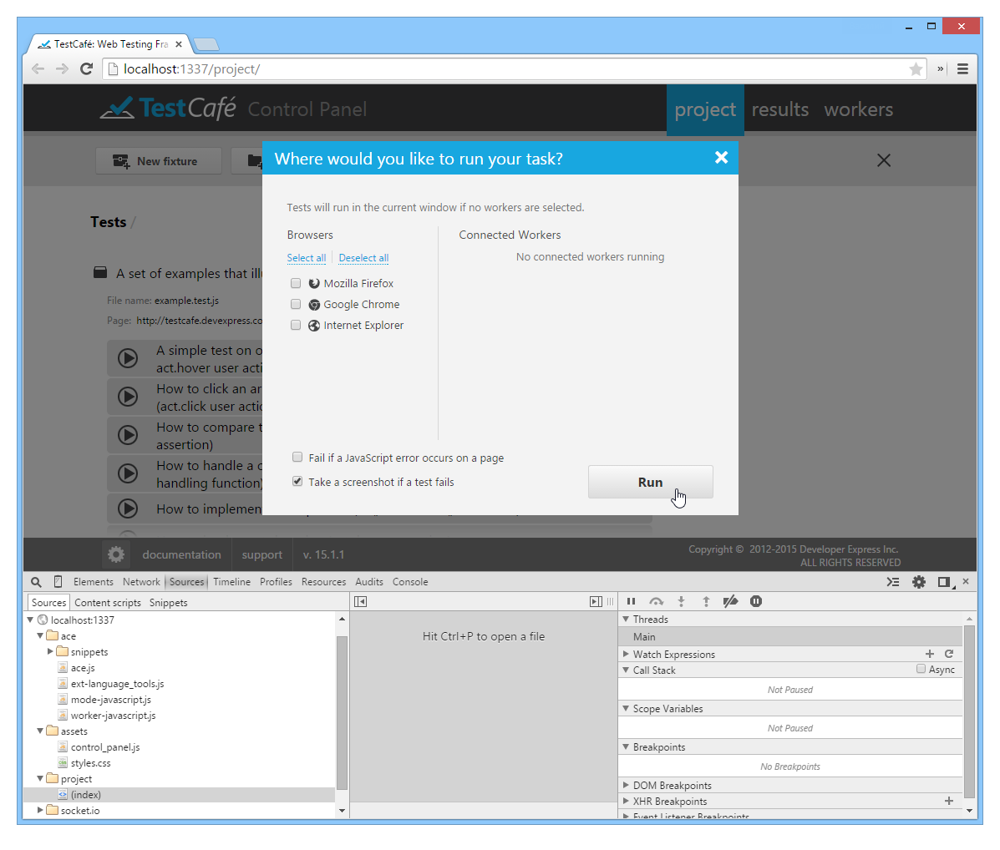 TestCafé: Web Testing Fra
localhost:1337/project/
TestCafé Control Panel
project results workers
New fixture
Where would you like to run your task?
Tests will run in the current window if no workers are selected.
Browsers
Select all Deselect all
Mozilla Firefox
Google Chrome
Internet Explorer
Connected Workers
No connected workers running
Fail if a JavaScript error occurs on a page
Take a screenshot if a test fails
Run
Tests /
A set of examples that
File name: example.test.js
Page: http://testcafe.devexpress.co
A simple test on
act.hover user acti
How to click an
(act.click user actio
How to compare
assertion)
How to handle a
handling function)
How to implemen
documentation support v. 15.1.1
Copyright © 2012-2015 Developer Express Inc.
ALL RIGHTS RESERVED
Elements Network Sources Timeline Profiles Resources Audits Console
Sources Content scripts Snippets
localhost:1337
ace
snippets
ace.js
ext-language_tools.js
mode-javascript.js
worker-javascript.js
assets
control_panel.js
styles.css
project
(index)
socket.io
Hit Ctrl+P to open a file
Threads
Main
Watch Expressions
Call Stack Async
Not Paused
Scope Variables
Not Paused
Breakpoints
No Breakpoints
DOM Breakpoints
XHR Breakpoints
Event Listener Breakpoints